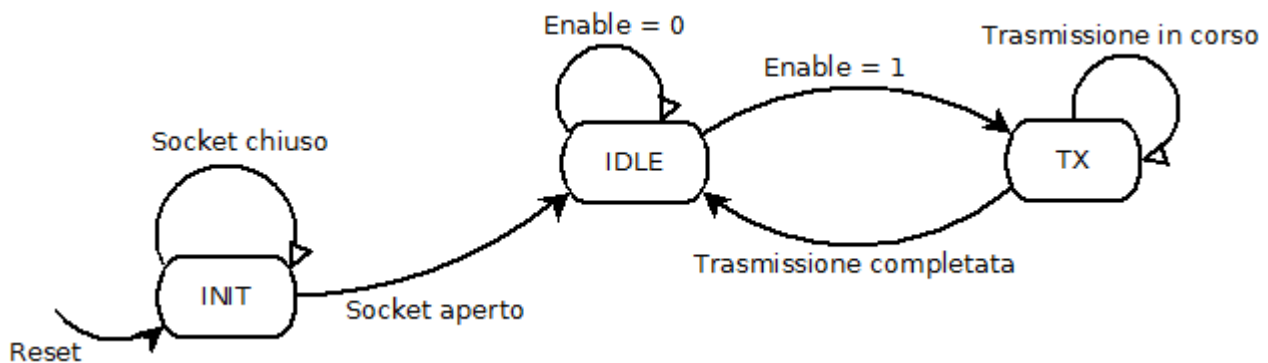 Enable = 0
Trasmissione in corso
Enable = 1
Socket chiuso
IDLE
TX
Trasmissione completata
INIT
Socket aperto
Reset